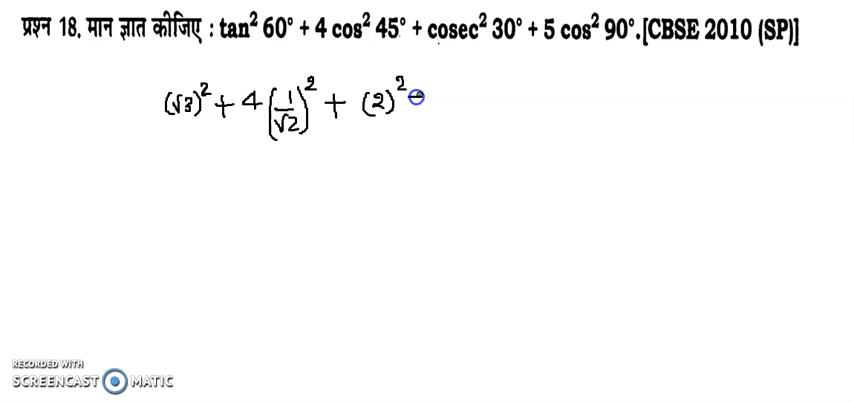 प्रश्न 18. मान ज्ञात कीजिए : tan² 60° + 4 cos² 45° + cosec² 30° + 5 cos² 90°.[CBSE 2010 (SP)]
(√3)² + 4(1/√2)² + (2)²
RECORDED WITH
SCREENCAST O MATIC